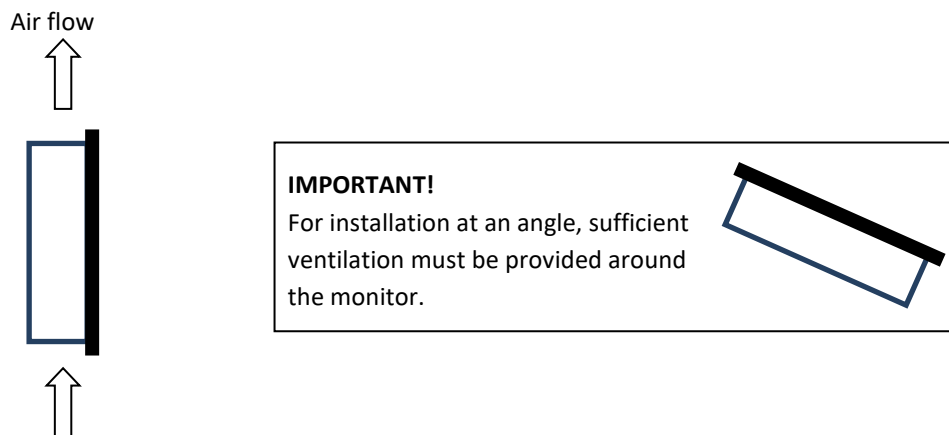 Air flow
IMPORTANT!
For installation at an angle, sufficient
ventilation must be provided around
the monitor.